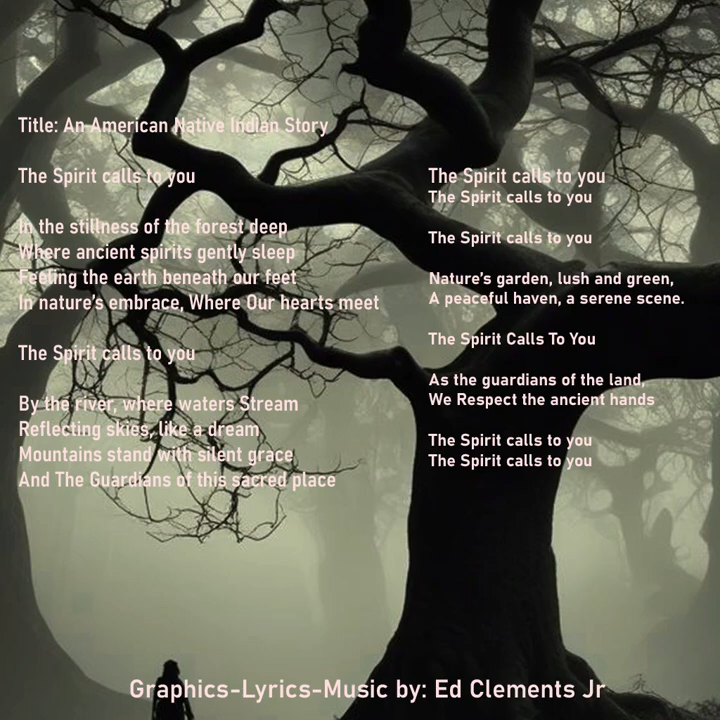 Title: An American Native Indian Story
The Spirit calls to you
In the stillness of the forest deep
Where ancient spirits gently sleep
Feeling the earth beneath our feet
In nature's embrace, Where Our hearts meet
The Spirit calls to you
By the river, where waters Stream
Reflecting skies, like a dream
Mountains stand with silent grace
And The Guardians of this sacred place
The Spirit calls to you
The Spirit calls to you
The Spirit calls to you
Nature's garden, lush and green,
A peaceful haven, a serene scene.
The Spirit Calls To You
As the guardians of the land,
We Respect the ancient hands
The Spirit calls to you
The Spirit calls to you
Graphics-Lyrics-Music by: Ed Clements Jr